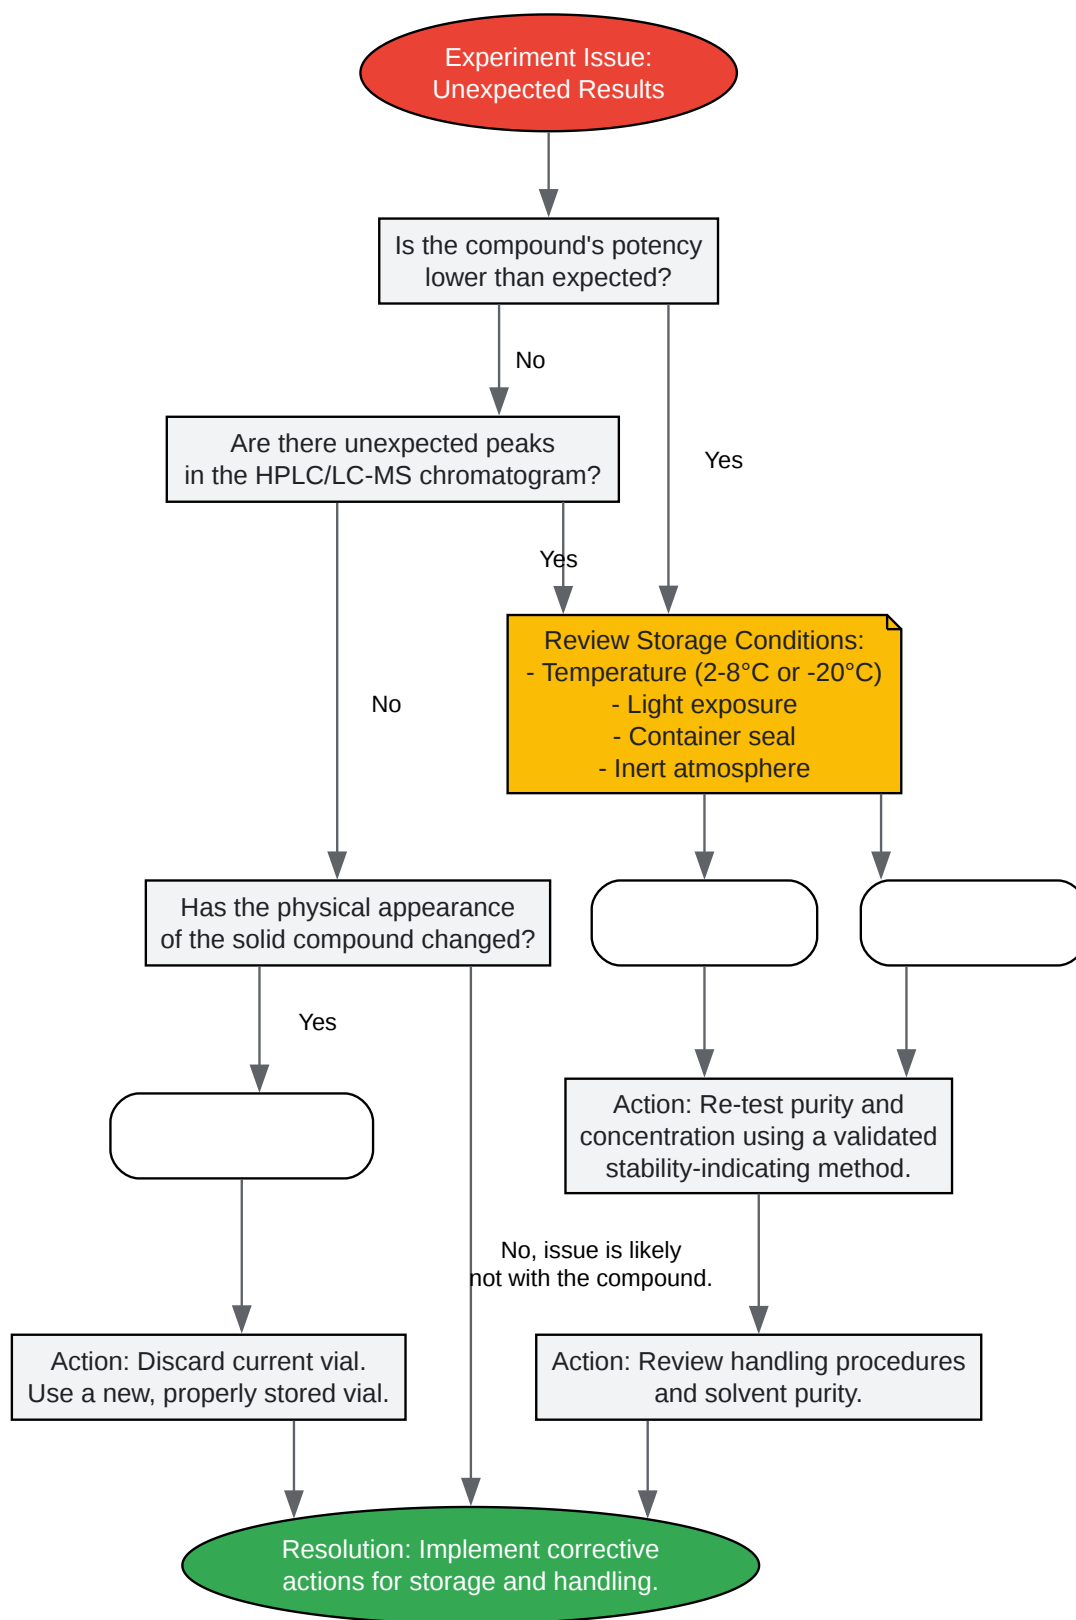 Experiment Issue:
Unexpected Results
Is the compound's potency
lower than expected?
No
Yes
Are there unexpected peaks
in the HPLC/LC-MS chromatogram?
Yes
No
Review Storage Conditions:
- Temperature (2-8°C or -20°C)
- Light exposure
- Container seal
- Inert atmosphere
Has the physical appearance
of the solid compound changed?
Yes
Action: Re-test purity and
concentration using a validated
stability-indicating method.
No, issue is likely
not with the compound.
Action: Discard current vial.
Use a new, properly stored vial.
Action: Review handling procedures
and solvent purity.
Resolution: Implement corrective
actions for storage and handling.